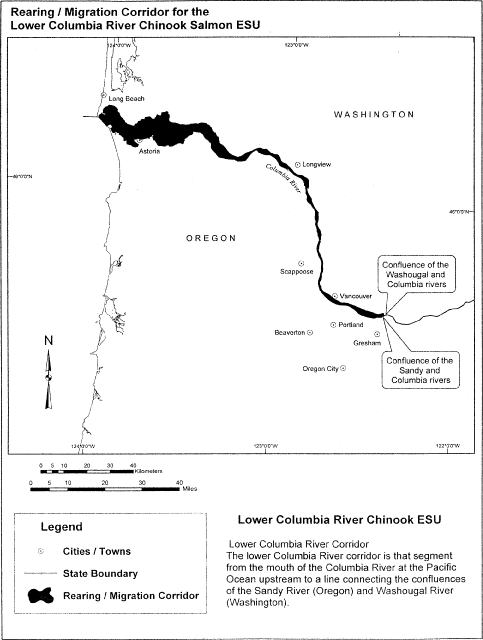 Rearing / Migration Corridor for the
Lower Columbia River Chinook Salmon ESU
124°0'0"W
123°0'0"W
Long Beach
WASHINGTON
Astoria
Longview
Columbia River
46°0'0"N
46°0'0"N
OREGON
Confluence of the
Washougal and
Columbia rivers
Scappoose
Vancouver
Portland
Beaverton
Gresham
Confluence of the
Sandy and
Columbia rivers
Oregon City
N
124°0'0"W
123°0'0"W
122°0'0"W
0 5 10 20 30 40
Kilometers
0 5 10 20 30 40
Miles
Legend
Cities / Towns
State Boundary
Rearing / Migration Corridor
Lower Columbia River Chinook ESU
Lower Columbia River Corridor
The lower Columbia River corridor is that segment
from the mouth of the Columbia River at the Pacific
Ocean upstream to a line connecting the confluences
of the Sandy River (Oregon) and Washougal River
(Washington).